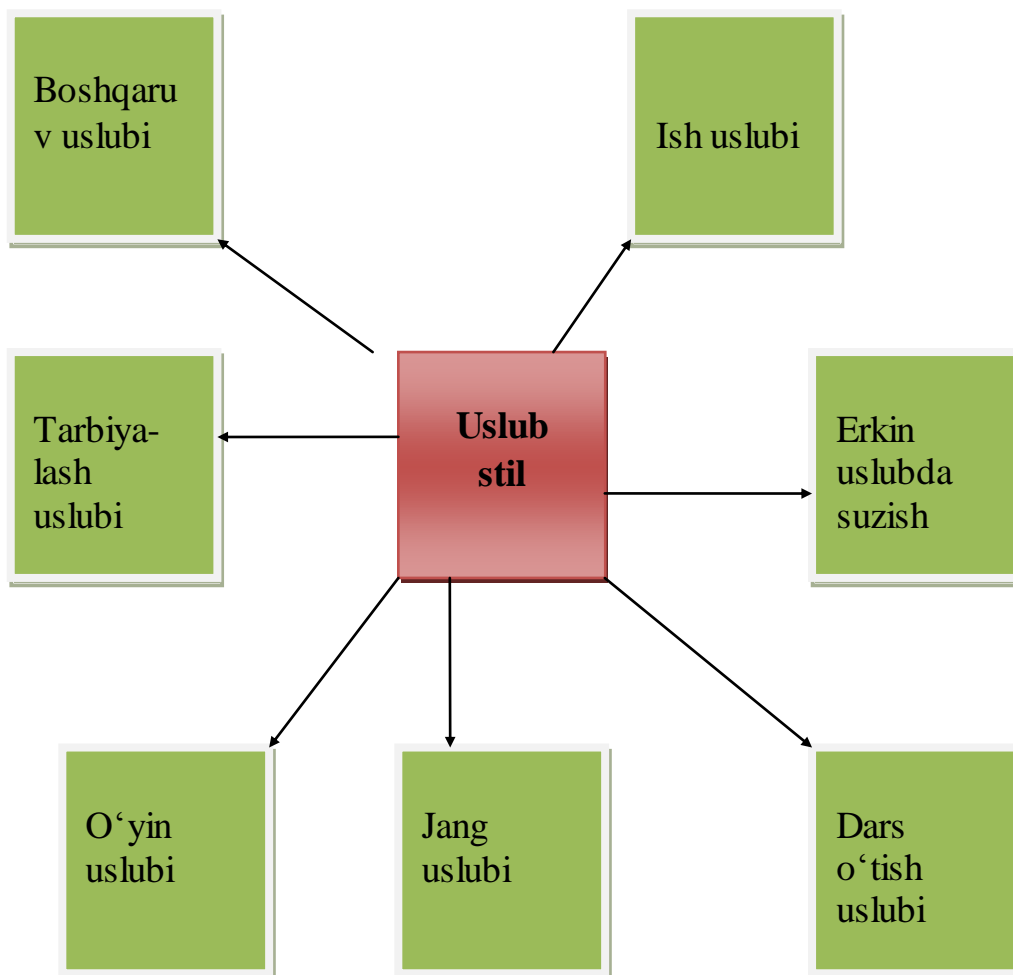 Boshqaru
v uslubi
Ish uslubi
Tarbiya-
lash
uslubi
Uslub
stil
Erkin
uslubda
suzish
O‘yin
uslubi
Jang
uslubi
Dars
o‘tish
uslubi